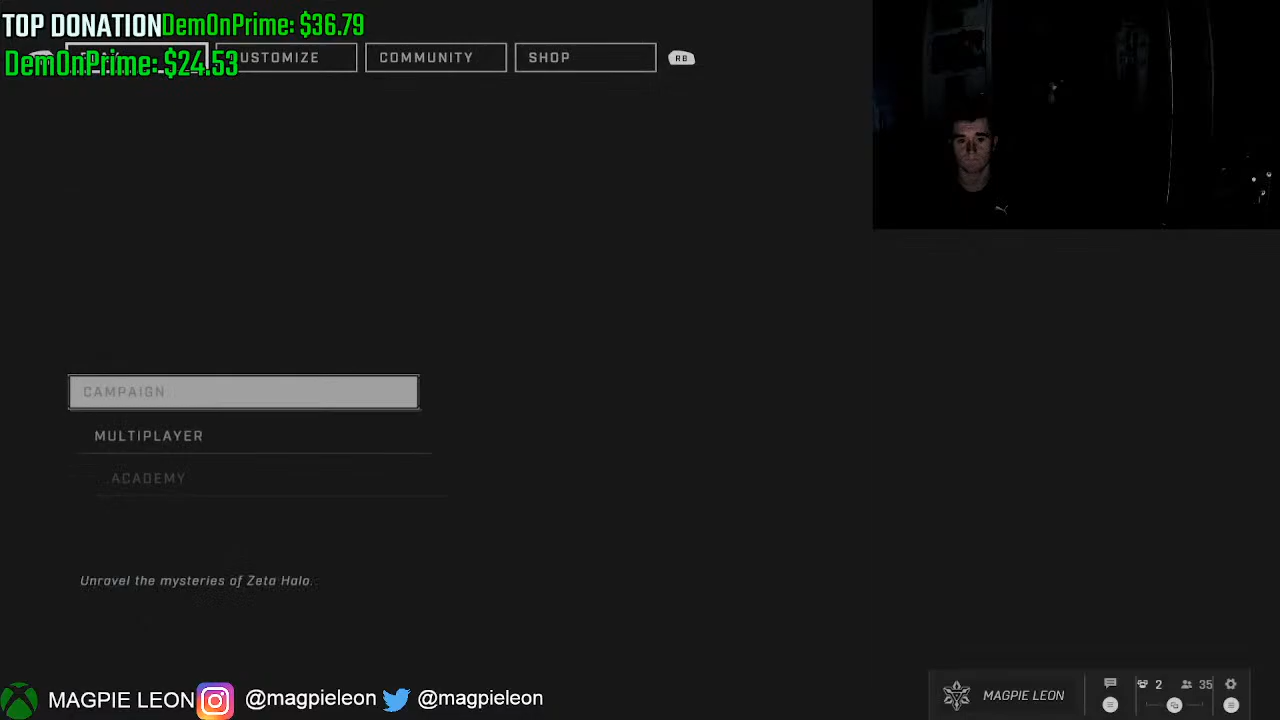 TOP DONATION DemOnPrime: $36.79
DemOnPrime: $24.53
CUSTOMIZE
COMMUNITY
SHOP
RB
CAMPAIGN
MULTIPLAYER
ACADEMY
Unravel the mysteries of Zeta Halo.
MAGPIE LEON
@magpieleon
@magpieleon
MAGPIE LEON
2
35